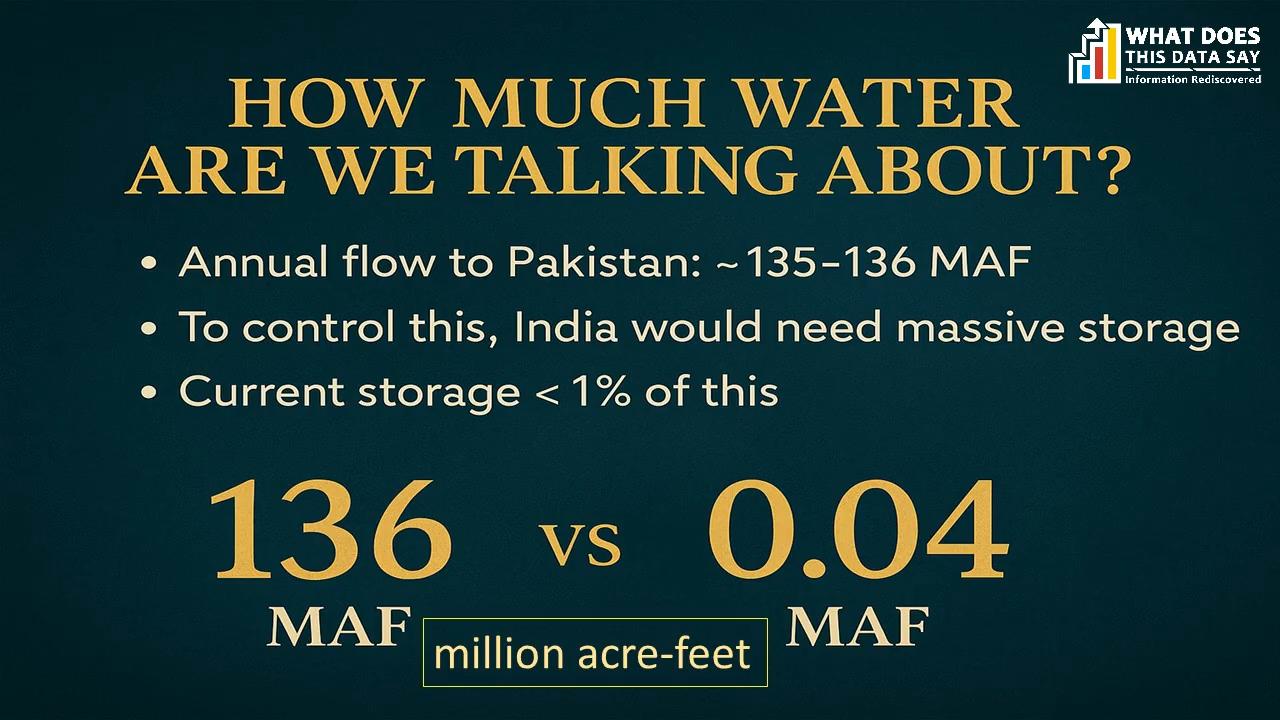 WHAT DOES
THIS DATA SAY
Information Rediscovered
HOW MUCH WATER
ARE WE TALKING ABOUT?
• Annual flow to Pakistan: ~135–136 MAF
• To control this, India would need massive storage
• Current storage < 1% of this
136 vs 0.04
MAF MAF
million acre-feet